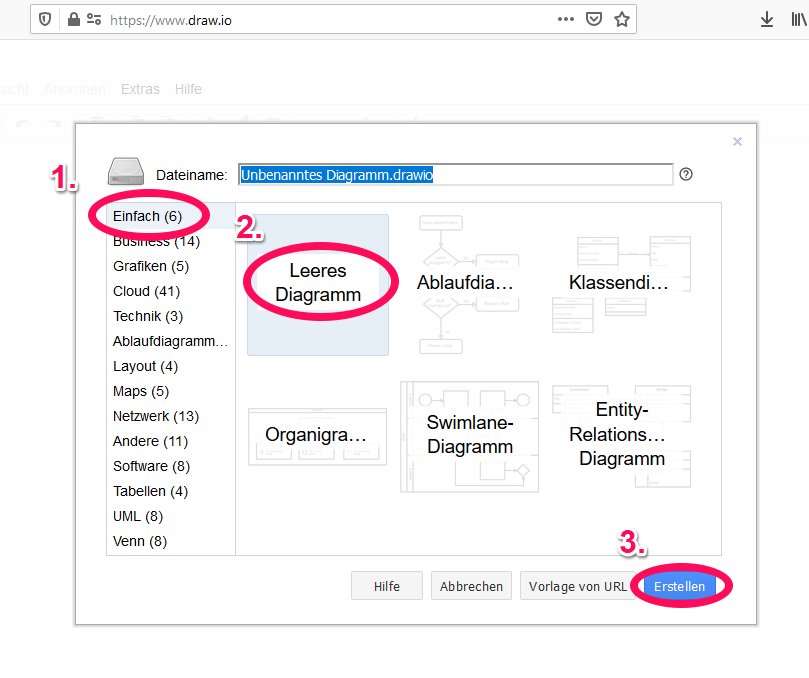 https://www.draw.io
sicht Anordnen Extras Hilfe
1.
Dateiname: Unbenanntes Diagramm.drawio
Einfach (6)
Business (14)
Grafiken (5)
Cloud (41)
Technik (3)
Ablaufdiagramm…
Layout (4)
Maps (5)
Netzwerk (13)
Andere (11)
Software (8)
Tabellen (4)
UML (8)
Venn (8)
2.
Leeres
Diagramm
Ablaufdia…
Klassendi…
Organigra…
Swimlane-
Diagramm
Entity-
Relations…
Diagramm
3.
Hilfe
Abbrechen
Vorlage von URL
Erstellen